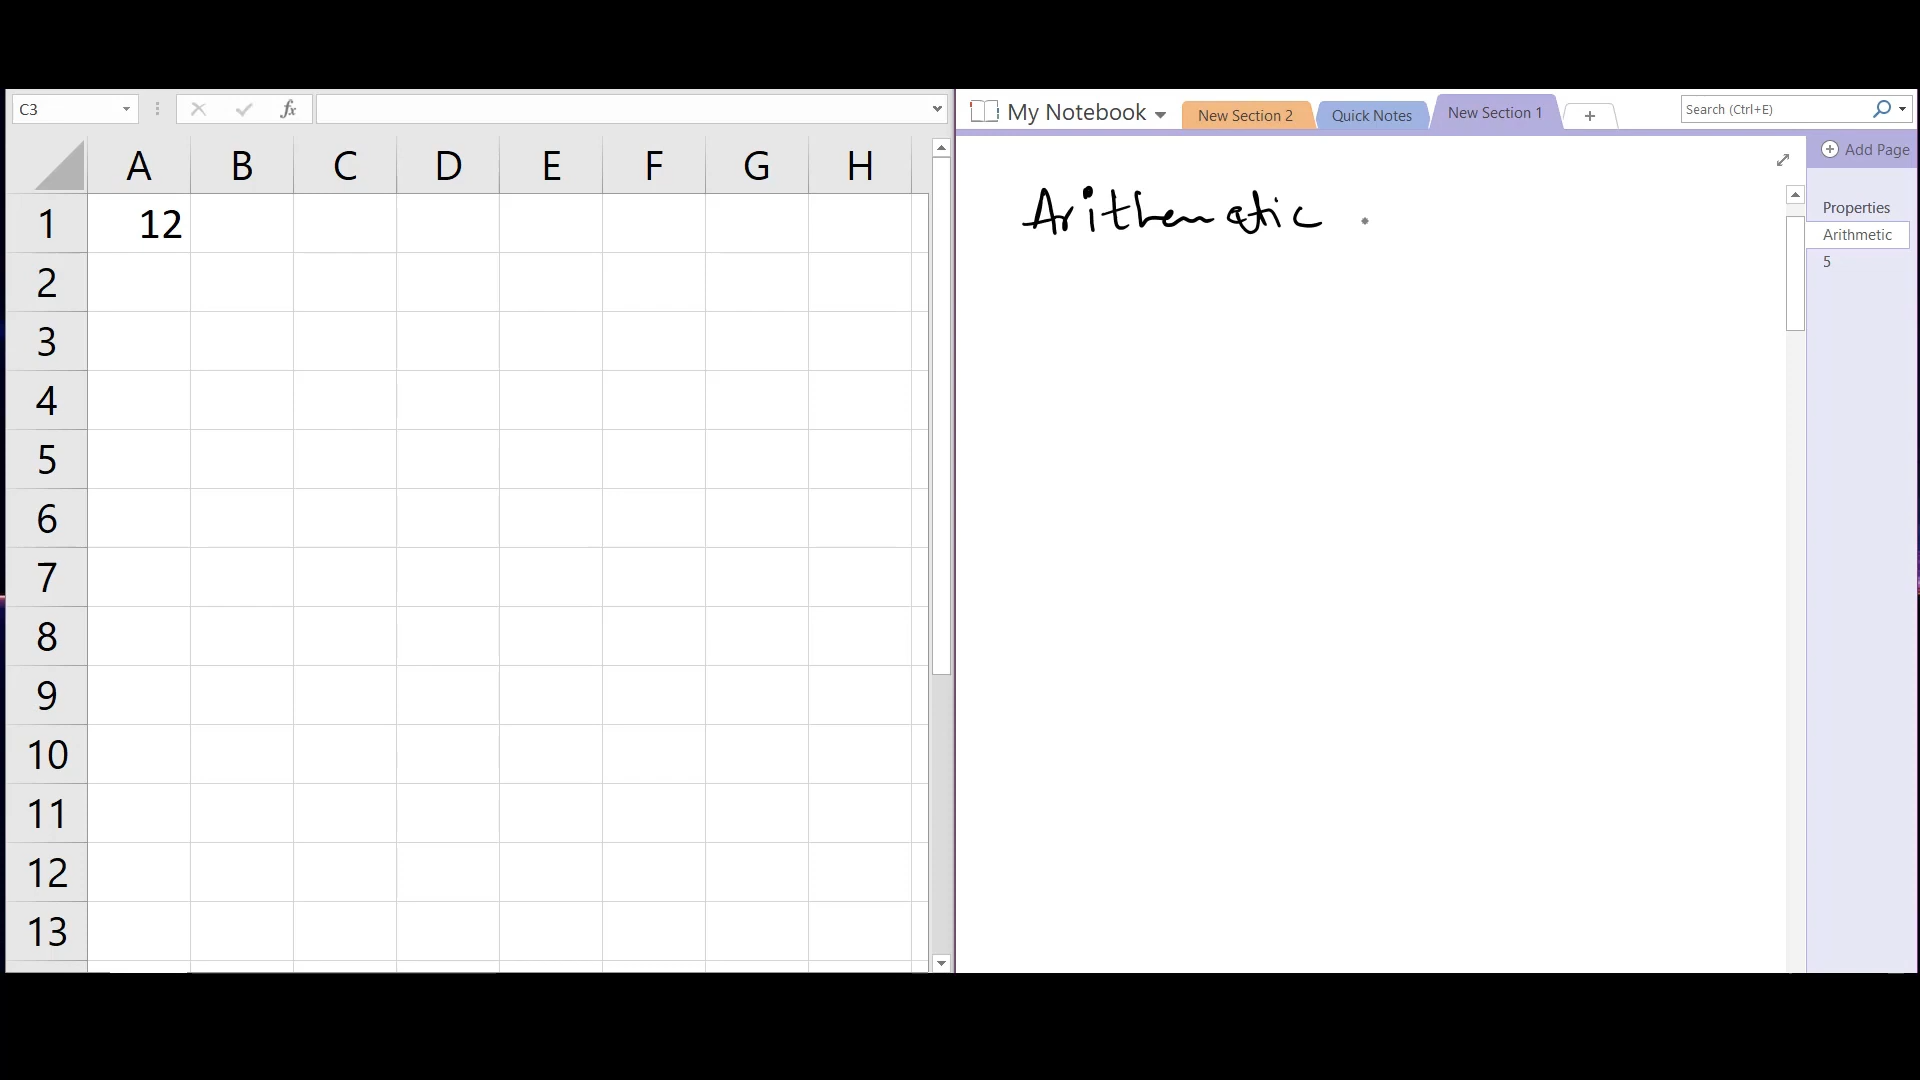 C3
fx
A B C D E F G H
1 12
2
3
4
5
6
7
8
9
10
11
12
13
My Notebook
New Section 2
Quick Notes
New Section 1
+
Search (Ctrl+E)
Add Page
Properties
Arithmetic
5
Arithematic